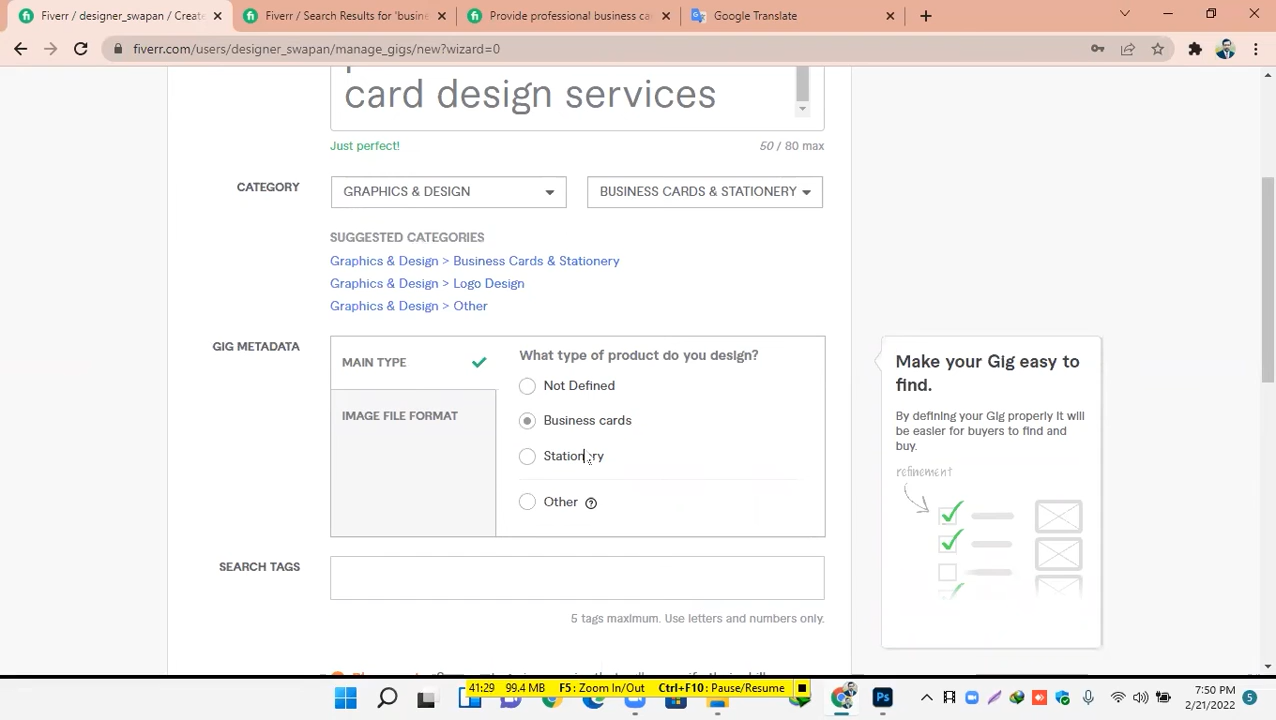 Fiverr / designer_swapan / Create
Fiverr / Search Results for 'busine
Provide professional business ca
Google Translate
fiverr.com/users/designer_swapan/manage_gigs/new?wizard=0
card design services
Just perfect!
50 / 80 max
CATEGORY
GRAPHICS & DESIGN
BUSINESS CARDS & STATIONERY
SUGGESTED CATEGORIES
Graphics & Design > Business Cards & Stationery
Graphics & Design > Logo Design
Graphics & Design > Other
GIG METADATA
MAIN TYPE
IMAGE FILE FORMAT
What type of product do you design?
Not Defined
Business cards
Stationery
Other
Make your Gig easy to
find.
By defining your Gig properly it will
be easier for buyers to find and
buy.
refinement
SEARCH TAGS
5 tags maximum. Use letters and numbers only.
41:29 99.4 MB F5 : Zoom In/Out Ctrl+F10 : Pause/Resume
7:50 PM
2/21/2022
5